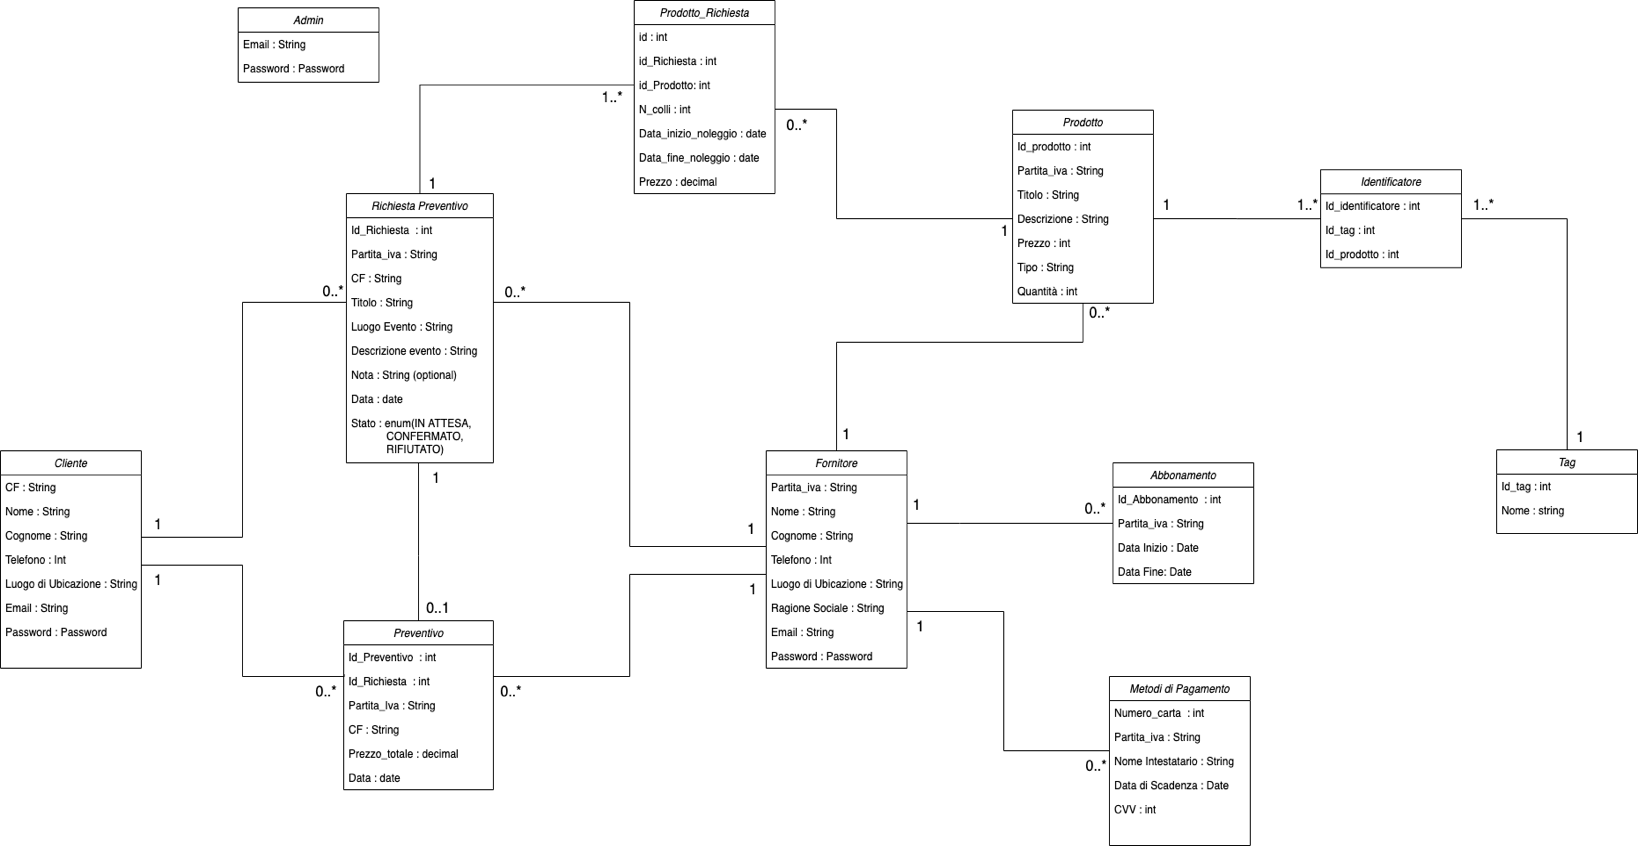 Admin
Email : String
Password : Password
Prodotto_Richiesta
id : int
id_Richiesta : int
id_Prodotto: int
N_colli : int
Data_inizio_noleggio : date
Data_fine_noleggio : date
Prezzo : decimal
1..*
0..*
1
Prodotto
Id_prodotto : int
Partita_iva : String
Titolo : String
Descrizione : String
Prezzo : int
Tipo : String
Quantità : int
1
1
0..*
Identificatore
Id_identificatore : int
Id_tag : int
Id_prodotto : int
1..*
1..*
Richiesta Preventivo
Id_Richiesta : int
Partita_iva : String
CF : String
Titolo : String
Luogo Evento : String
Descrizione evento : String
Nota : String (optional)
Data : date
Stato : enum(IN ATTESA,
CONFERMATO,
RIFIUTATO)
0..*
0..*
1
Cliente
CF : String
Nome : String
Cognome : String
Telefono : Int
Luogo di Ubicazione : String
Email : String
Password : Password
1
1
Fornitore
Partita_iva : String
Nome : String
Cognome : String
Telefono : Int
Luogo di Ubicazione : String
Ragione Sociale : String
Email : String
Password : Password
1
1
1
1
1
Abbonamento
Id_Abbonamento : int
Partita_iva : String
Data Inizio : Date
Data Fine: Date
0..*
Tag
Id_tag : int
Nome : string
1
0..1
Preventivo
Id_Preventivo : int
Id_Richiesta : int
Partita_Iva : String
CF : String
Prezzo_totale : decimal
Data : date
0..*
0..*
Metodi di Pagamento
Numero_carta : int
Partita_iva : String
Nome Intestatario : String
Data di Scadenza : Date
CVV : int
0..*